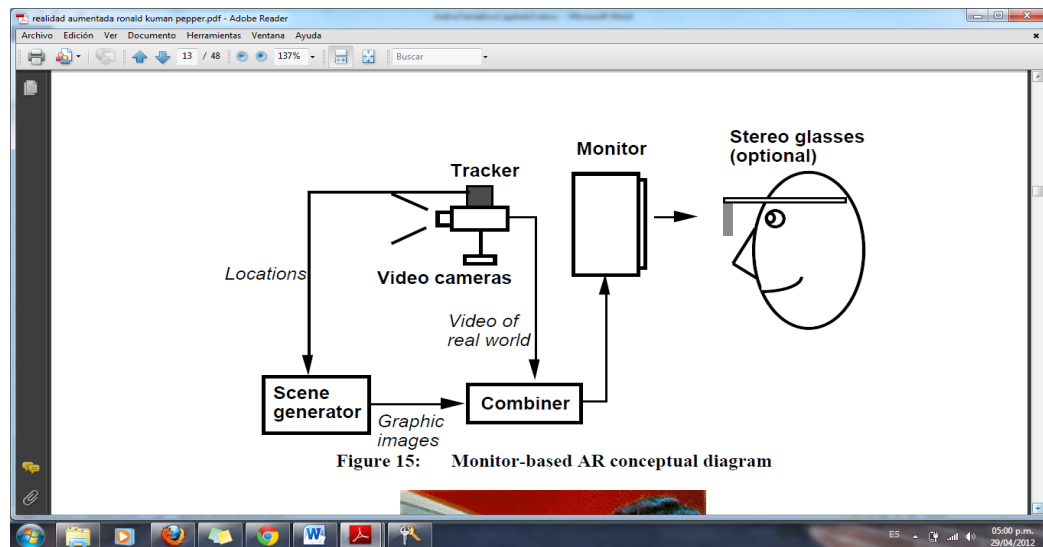 realidad aumentada ronald kuman pepper.pdf - Adobe Reader
Archivo Edición Ver Documento Herramientas Ventana Ayuda
13 / 48 137% Buscar
Stereo glasses
(optional)
Monitor
Tracker
Locations
Video cameras
Video of
real world
Scene
generator
Combiner
Graphic
images
Figure 15: Monitor-based AR conceptual diagram
ES 05:00 p.m.
29/04/2012